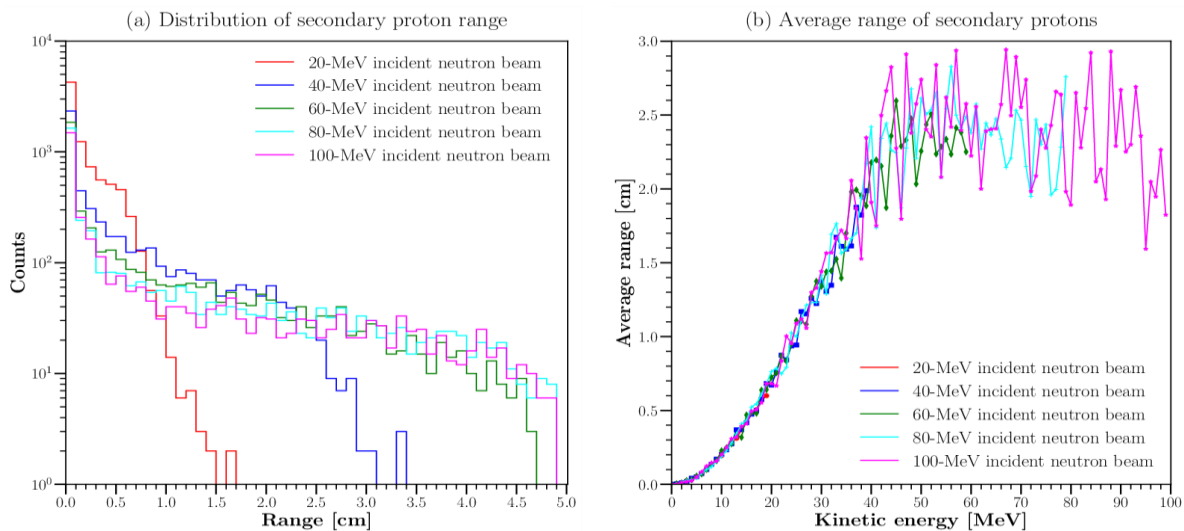 (a) Distribution of secondary proton range
10⁴
10³
10²
10¹
10⁰
Counts
20-MeV incident neutron beam
40-MeV incident neutron beam
60-MeV incident neutron beam
80-MeV incident neutron beam
100-MeV incident neutron beam
0.0 0.5 1.0 1.5 2.0 2.5 3.0 3.5 4.0 4.5 5.0
Range [cm]
(b) Average range of secondary protons
3.0
2.5
2.0
1.5
1.0
0.5
0.0
Average range [cm]
20-MeV incident neutron beam
40-MeV incident neutron beam
60-MeV incident neutron beam
80-MeV incident neutron beam
100-MeV incident neutron beam
0 10 20 30 40 50 60 70 80 90 100
Kinetic energy [MeV]